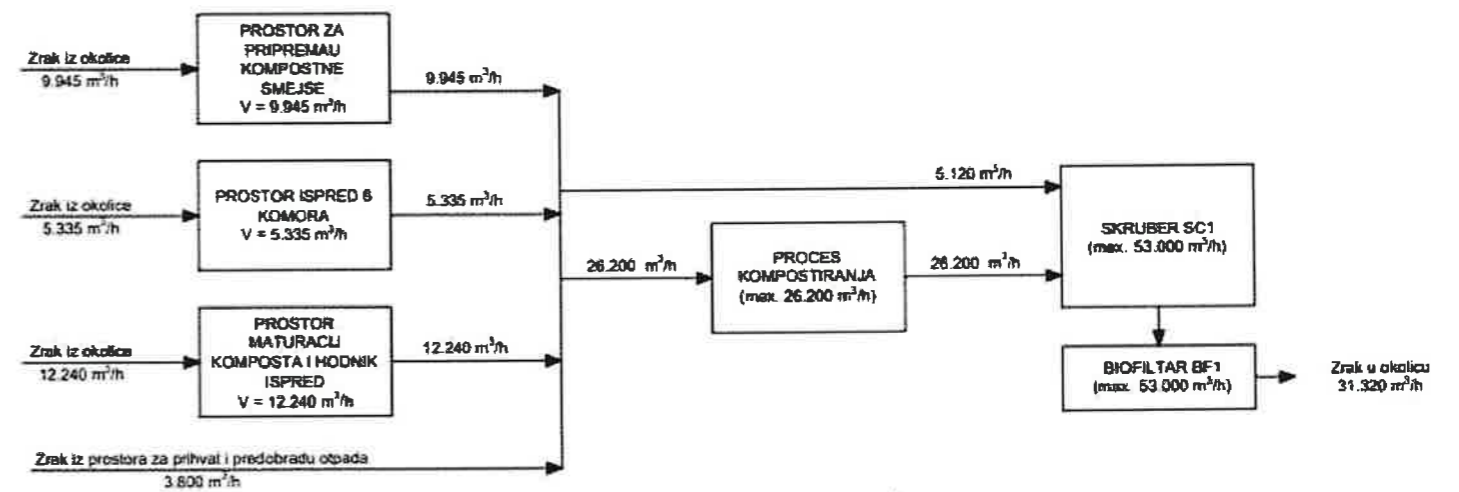 Zrak iz okolice
9.945 m³/h
PROSTOR ZA
PRIPREMAU
KOMPOSTNE
SMEJSE
V = 9.945 m³/h
9.945 m³/h
Zrak iz okolice
5.335 m³/h
PROSTOR ISPRED 6
KOMORA
V = 5.335 m³/h
5.335 m³/h
Zrak iz okolice
12.240 m³/h
PROSTOR
MATURACIJ
KOMPOSTA I HODNIK
ISPRED
V = 12.240 m³/h
12.240 m³/h
Zrak iz prostora za prihvat i predobradu otpada
3.800 m³/h
5.120 m³/h
26.200 m³/h
PROCES
KOMPOSTIRANJA
(max. 26.200 m³/h)
26.200 m³/h
SKRUBER SC1
(max. 53.000 m³/h)
BIOFILTAR BF1
(max. 53.000 m³/h)
Zrak u okolicu
31.320 m³/h